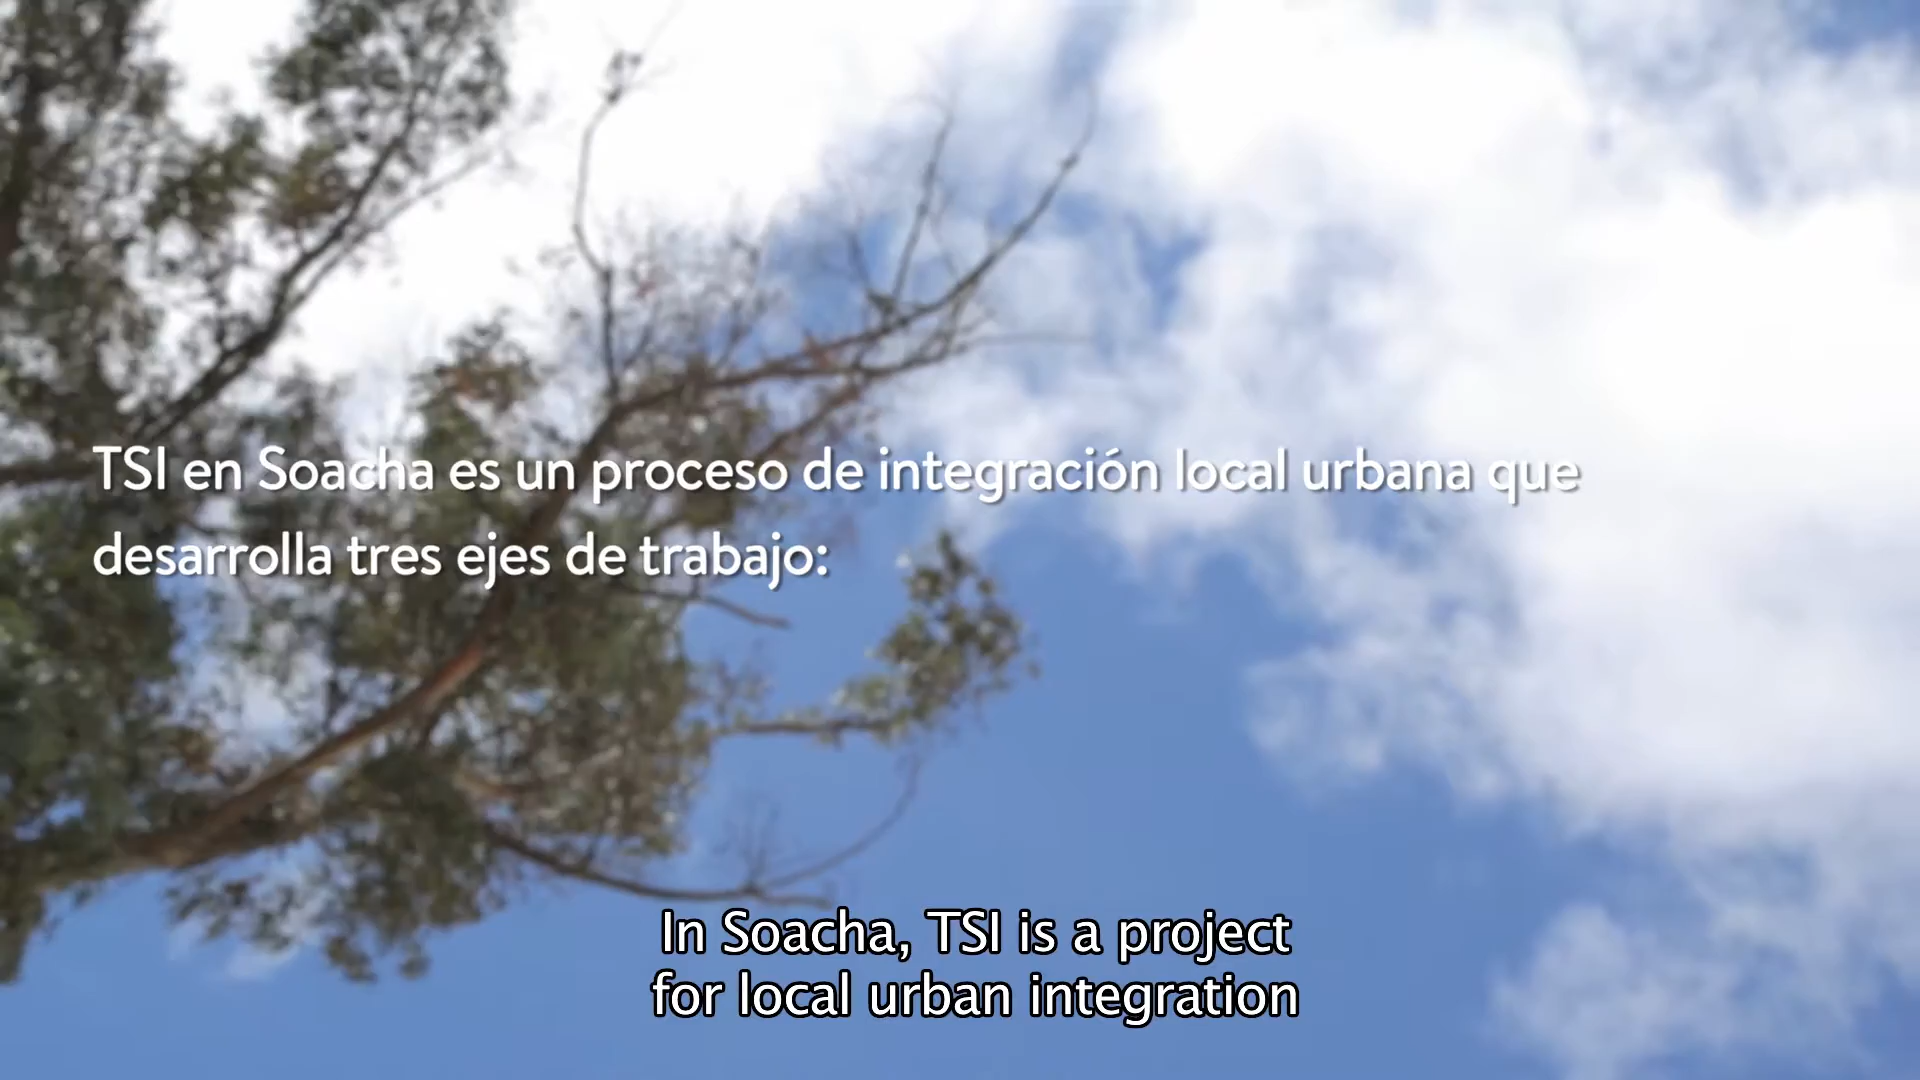 TSI en Soacha es un proceso de integración local urbana que
desarrolla tres ejes de trabajo:
In Soacha, TSI is a project
for local urban integration